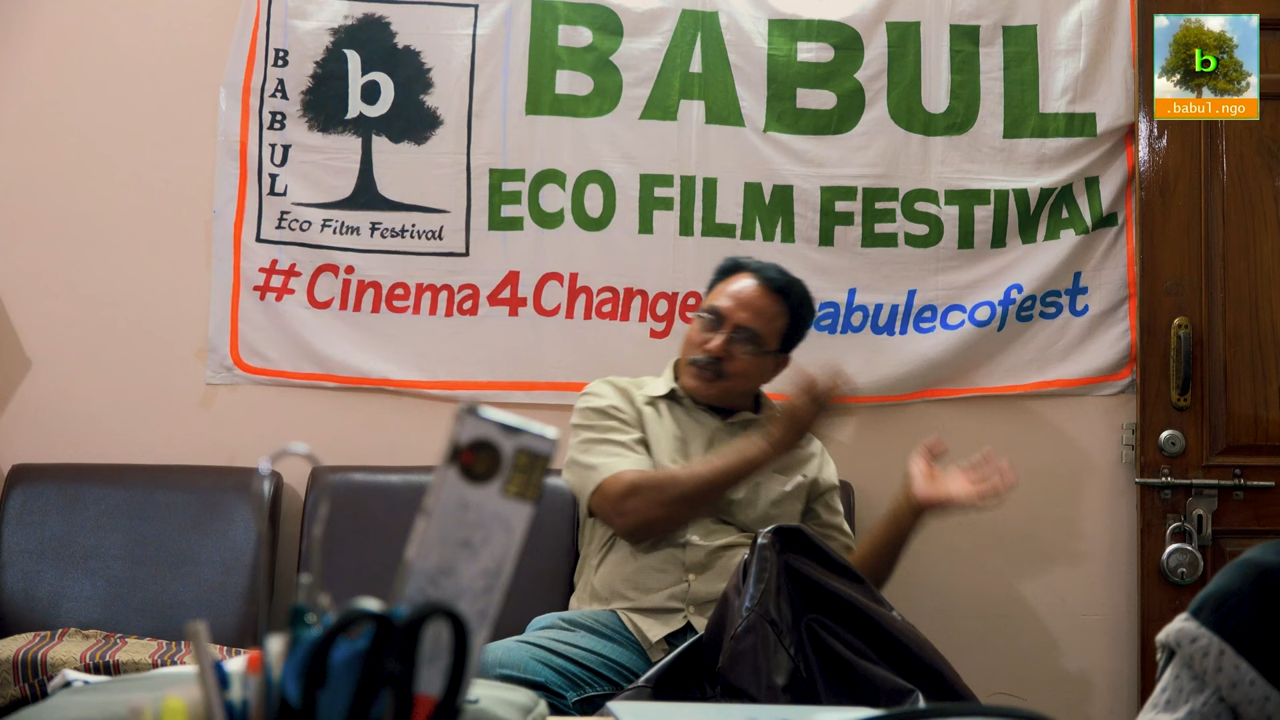 BABUL
b
Eco Film Festival
BABUL
ECO FILM FESTIVAL
#Cinema4Change
abulecofest
b
.babul.ngo